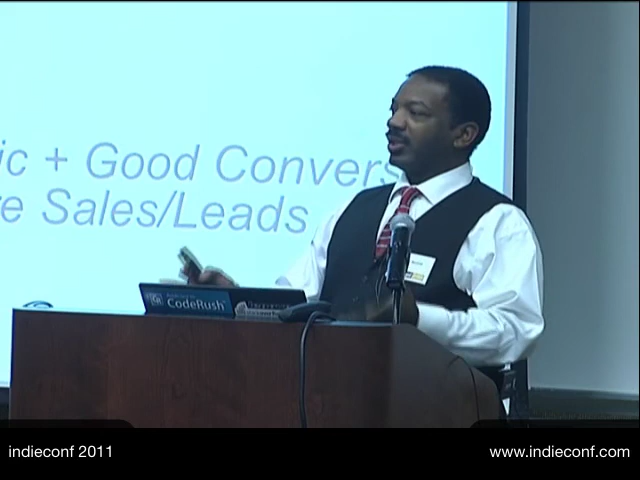 ic + Good Convers
e Sales/Leads
CodeRush
indieconf 2011
www.indieconf.com